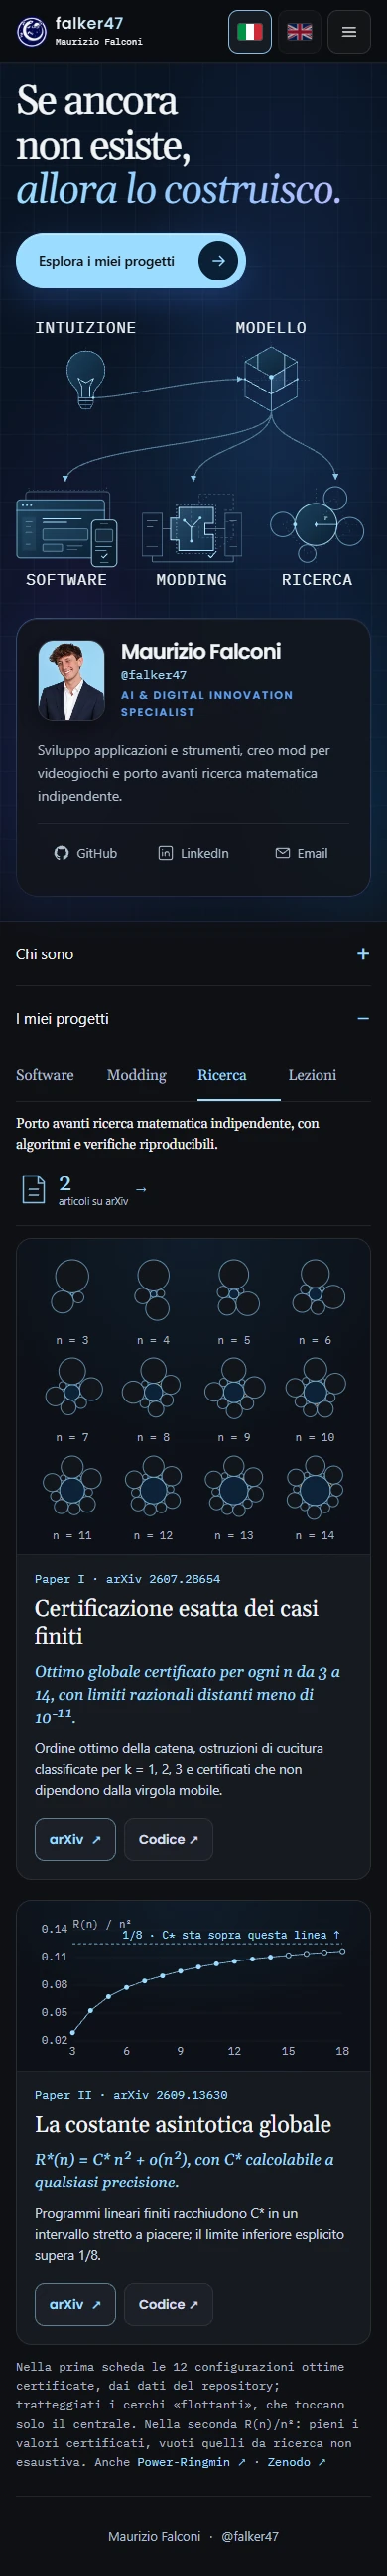 falker47
Maurizio Falconi
Se ancora
non esiste,
allora lo costruisco.
Esplora i miei progetti →
INTUIZIONE
MODELLO
r
SOFTWARE
MODDING
RICERCA
Maurizio Falconi
@falker47
AI & DIGITAL INNOVATION
SPECIALIST
Sviluppo applicazioni e strumenti, creo mod per
videogiochi e porto avanti ricerca matematica
indipendente.
GitHub
LinkedIn
Email
Chi sono +
I miei progetti −
Software
Modding
Ricerca
Lezioni
Porto avanti ricerca matematica indipendente, con
algoritmi e verifiche riproducibili.
2 →
articoli su arXiv
n = 3 n = 4 n = 5 n = 6
n = 7 n = 8 n = 9 n = 10
n = 11 n = 12 n = 13 n = 14
Paper I · arXiv 2607.28654
Certificazione esatta dei casi
finiti
Ottimo globale certificato per ogni n da 3 a
14, con limiti razionali distanti meno di
10⁻¹¹.
Ordine ottimo della catena, ostruzioni di cucitura
classificate per k = 1, 2, 3 e certificati che non
dipendono dalla virgola mobile.
arXiv ↗ Codice ↗
R(n) / n²
1/8 · C★ sta sopra questa linea ↑
0.14
0.11
0.08
0.05
0.02
3 6 9 12 15 18
Paper II · arXiv 2609.13630
La costante asintotica globale
R*(n) = C* n² + o(n²), con C* calcolabile a
qualsiasi precisione.
Programmi lineari finiti racchiudono C* in un
intervallo stretto a piacere; il limite inferiore esplicito
supera 1/8.
arXiv ↗ Codice ↗
Nella prima scheda le 12 configurazioni ottime
certificate, dai dati del repository;
tratteggiati i cerchi «flottanti», che toccano
solo il centrale. Nella seconda R(n)/n²: pieni i
valori certificati, vuoti quelli da ricerca non
esaustiva. Anche Power-Ringmin ↗ · Zenodo ↗
Maurizio Falconi · @falker47